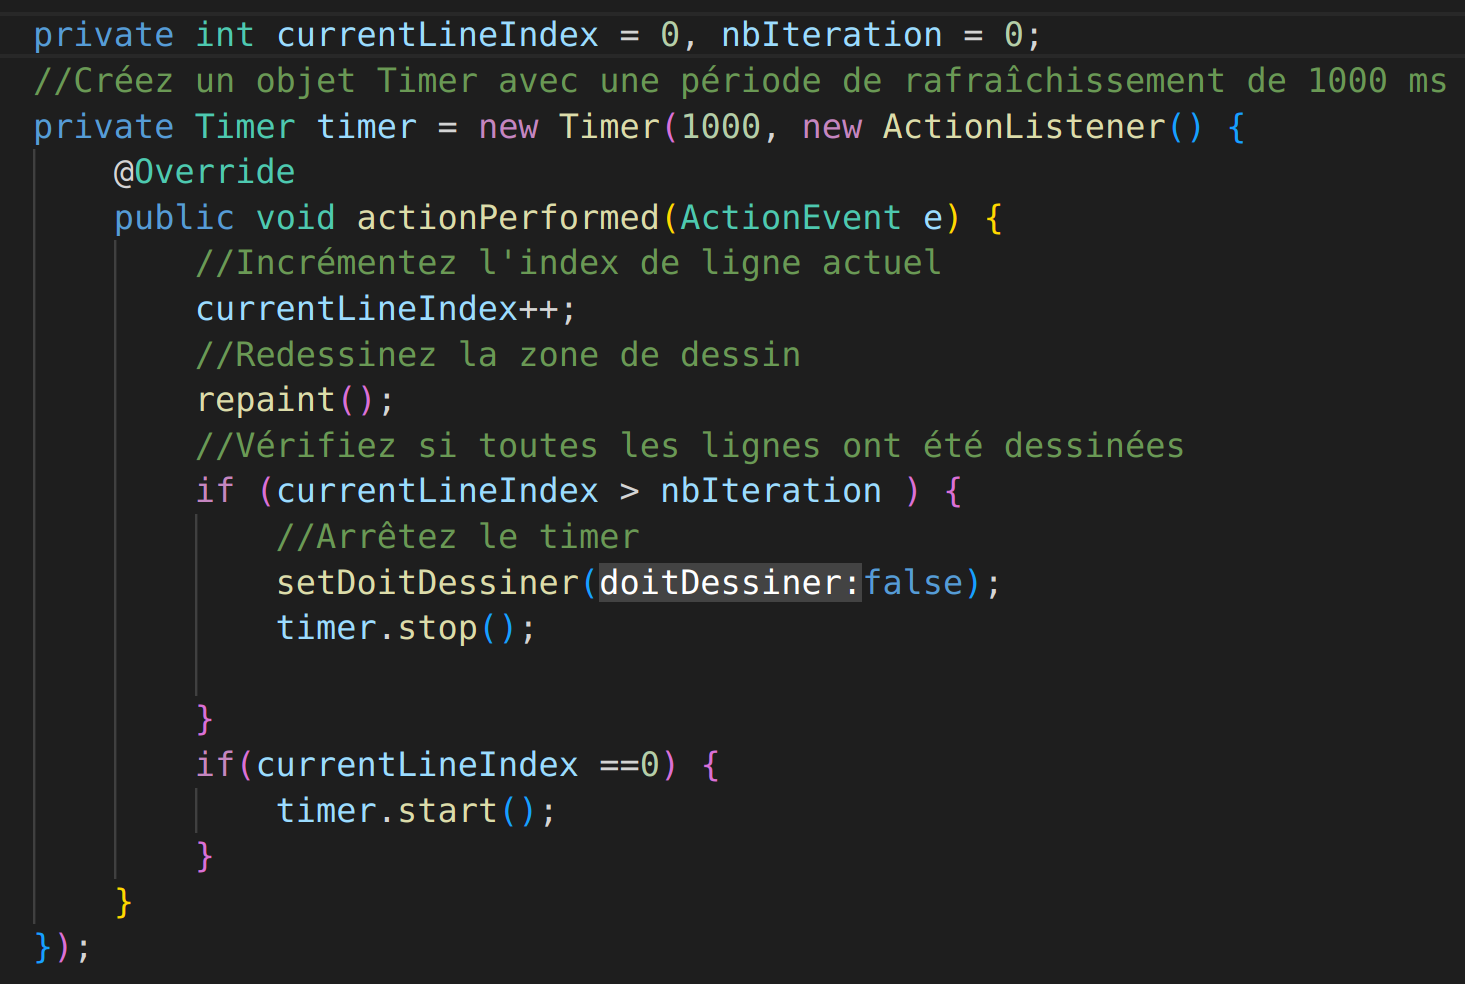 private int currentLineIndex = 0, nbIteration = 0;
//Créez un objet Timer avec une période de rafraîchissement de 1000 ms
private Timer timer = new Timer(1000, new ActionListener() {
    @Override
    public void actionPerformed(ActionEvent e) {
        //Incrémentez l'index de ligne actuel
        currentLineIndex++;
        //Redessinez la zone de dessin
        repaint();
        //Vérifiez si toutes les lignes ont été dessinées
        if (currentLineIndex > nbIteration ) {
            //Arrêtez le timer
            setDoitDessiner(doitDessiner:false);
            timer.stop();

        }
        if(currentLineIndex ==0) {
            timer.start();
        }
    }
});